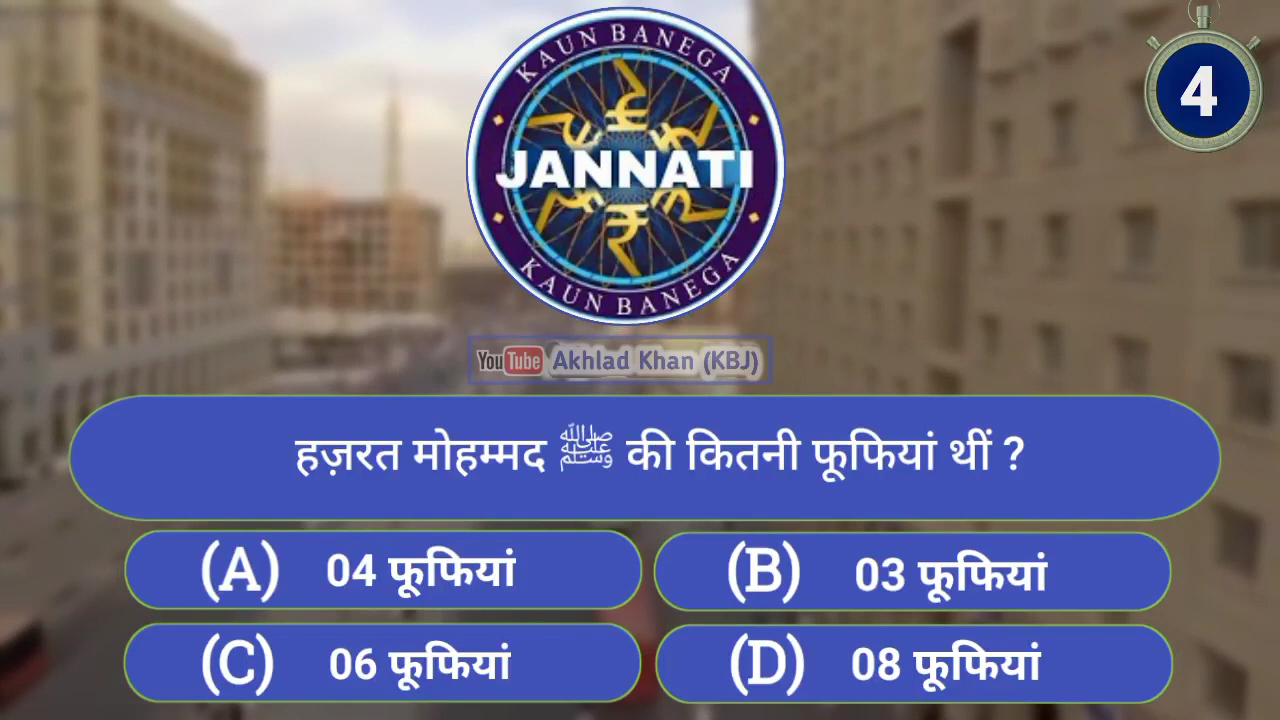 KAUN BANEGA
4
JANNATI
KAUN BANEGA
YouTube Akhlad Khan (KBJ)
हज़रत मोहम्मद ﷺ की कितनी फूफियां थीं ?
(A) 04 फूफियां
(B) 03 फूफियां
(C) 06 फूफियां
(D) 08 फूफियां